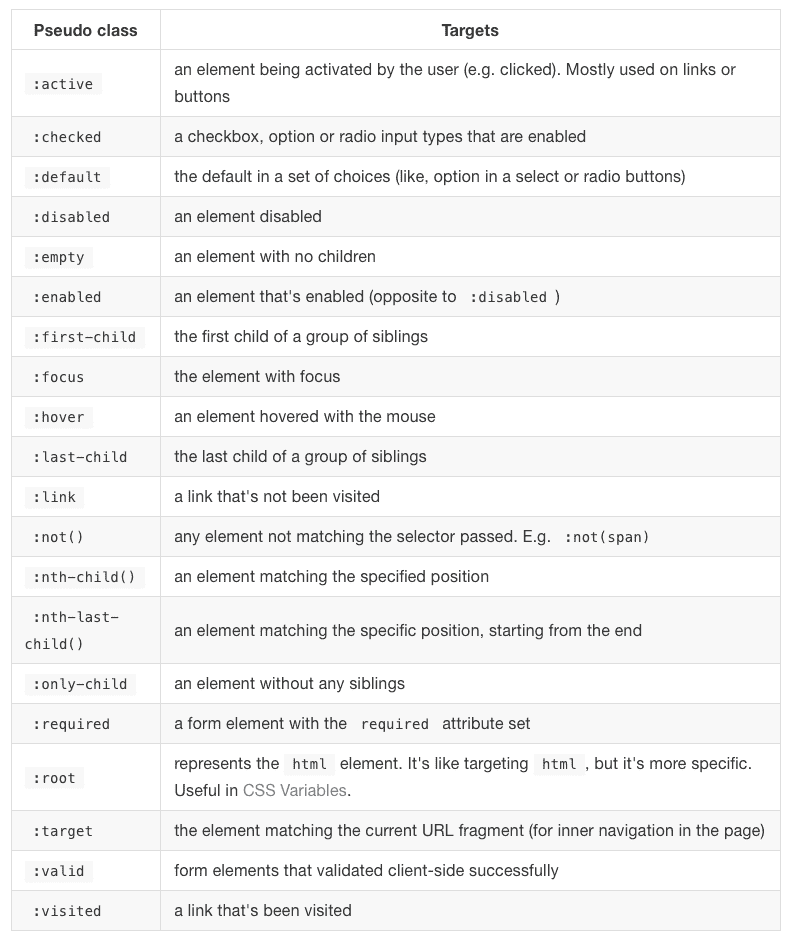 Pseudo class Targets
:active an element being activated by the user (e.g. clicked). Mostly used on links or
buttons
:checked a checkbox, option or radio input types that are enabled
:default the default in a set of choices (like, option in a select or radio buttons)
:disabled an element disabled
:empty an element with no children
:enabled an element that's enabled (opposite to :disabled )
:first-child the first child of a group of siblings
:focus the element with focus
:hover an element hovered with the mouse
:last-child the last child of a group of siblings
:link a link that's not been visited
:not() any element not matching the selector passed. E.g. :not(span)
:nth-child() an element matching the specified position
:nth-last-
child() an element matching the specific position, starting from the end
:only-child an element without any siblings
:required a form element with the required attribute set
:root represents the html element. It's like targeting html , but it's more specific.
Useful in CSS Variables.
:target the element matching the current URL fragment (for inner navigation in the page)
:valid form elements that validated client-side successfully
:visited a link that's been visited